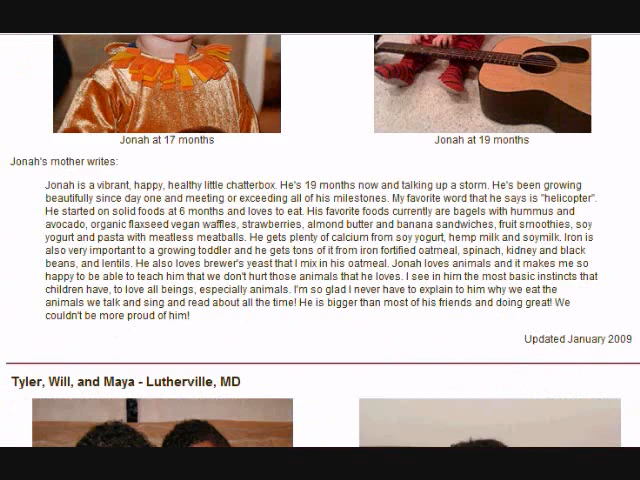 Jonah at 17 months
Jonah at 19 months
Jonah's mother writes:
Jonah is a vibrant, happy, healthy little chatterbox. He's 19 months now and talking up a storm. He's been growing
beautifully since day one and meeting or exceeding all of his milestones. My favorite word that he says is "helicopter".
He started on solid foods at 6 months and loves to eat. His favorite foods currently are bagels with hummus and
avocado, organic flaxseed vegan waffles, strawberries, almond butter and banana sandwiches, fruit smoothies, soy
yogurt and pasta with meatless meatballs. He gets plenty of calcium from soy yogurt, hemp milk and soymilk. Iron is
also very important to a growing toddler and he gets tons of it from iron fortified oatmeal, spinach, kidney and black
beans, and lentils. He also loves brewer's yeast that I mix in his oatmeal. Jonah loves animals and it makes me so
happy to be able to teach him that we don't hurt those animals that he loves. I see in him the most basic instincts that
children have, to love all beings, especially animals. I'm so glad I never have to explain to him why we eat the
animals we talk and sing and read about all the time! He is bigger than most of his friends and doing great! We
couldn't be more proud of him!
Updated January 2009
Tyler, Will, and Maya - Lutherville, MD